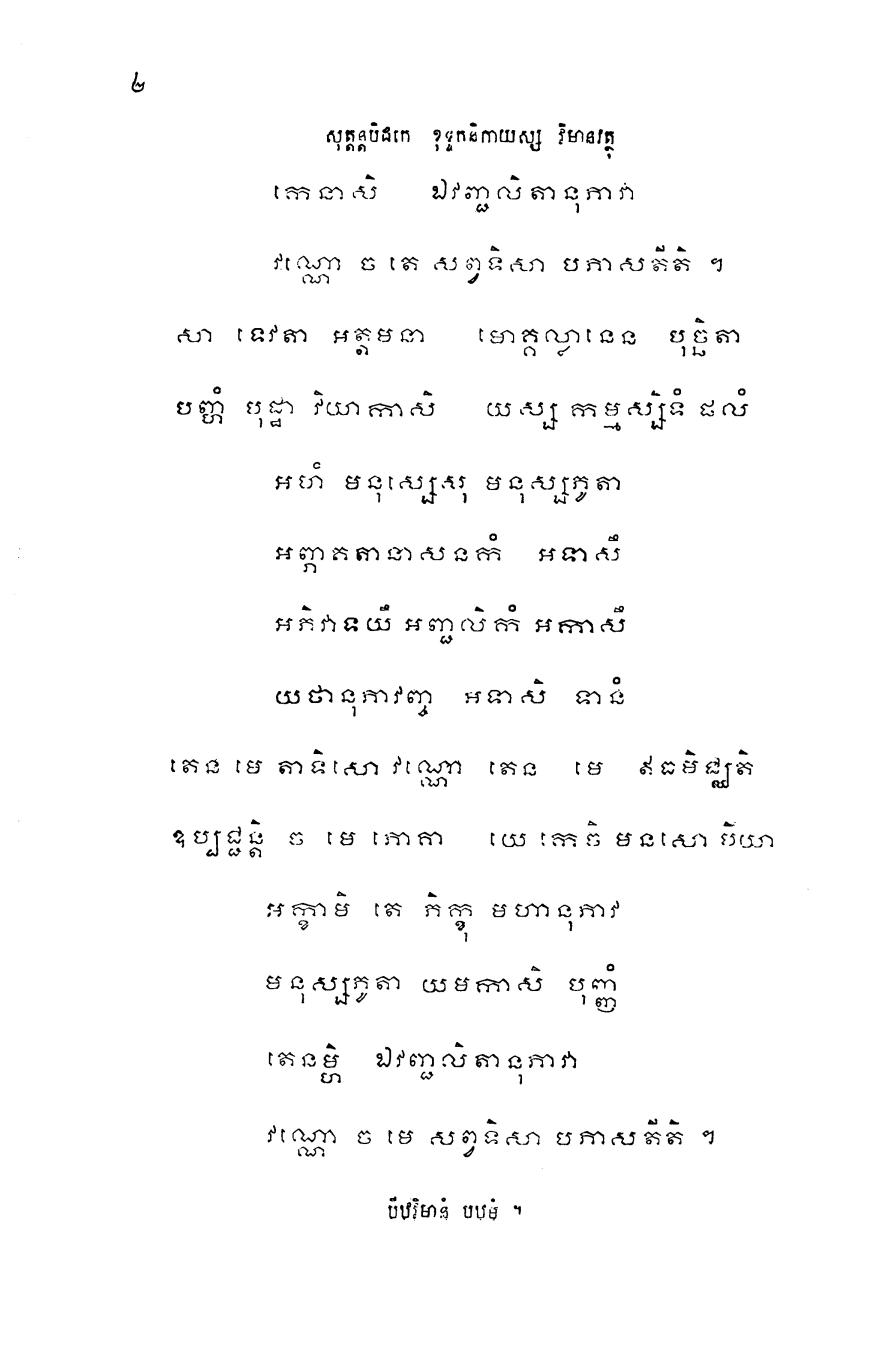 ២
សុត្តន្តបិដកេ ខុទ្ទកនិកាយស្ស វិមានវត្ថុ
កេនាសិ ឯវញ្ជលិតានុភាវា
វណ្ណោ ច តេ សព្វទិសា បភាសតីតិ ។
សា ទេវតា អត្តមនា មោគ្គល្លានេន បុច្ឆិតា
បញ្ហំ បុដ្ឋា វិយាកាសិ យស្ស កម្មស្សិទំ ផលំ
អហំ មនុស្សេសុ មនុស្សភូតា
អព្ភាគតានាសនកំ អទាសឹ
អភិវាទយឹ អញ្ជលិកំ អកាសឹ
យថានុភាវញ្ច អទាសិ ទានំ
តេន មេ តាទិសោ វណ្ណោ តេន មេ ឥធមិជ្ឈតិ
ឧប្បជ្ជន្តិ ច មេ ភោគា យេ កេចិ មនសោ បិយា
អក្ខាមិ តេ ភិក្ខុ មហានុភាវ
មនុស្សភូតា យមកាសិ បុញ្ញំ
តេនម្ហិ ឯវញ្ជលិតានុភាវា
វណ្ណោ ច មេ សព្វទិសា បភាសតីតិ ។
បីឋវិមានំ បឋមំ ។